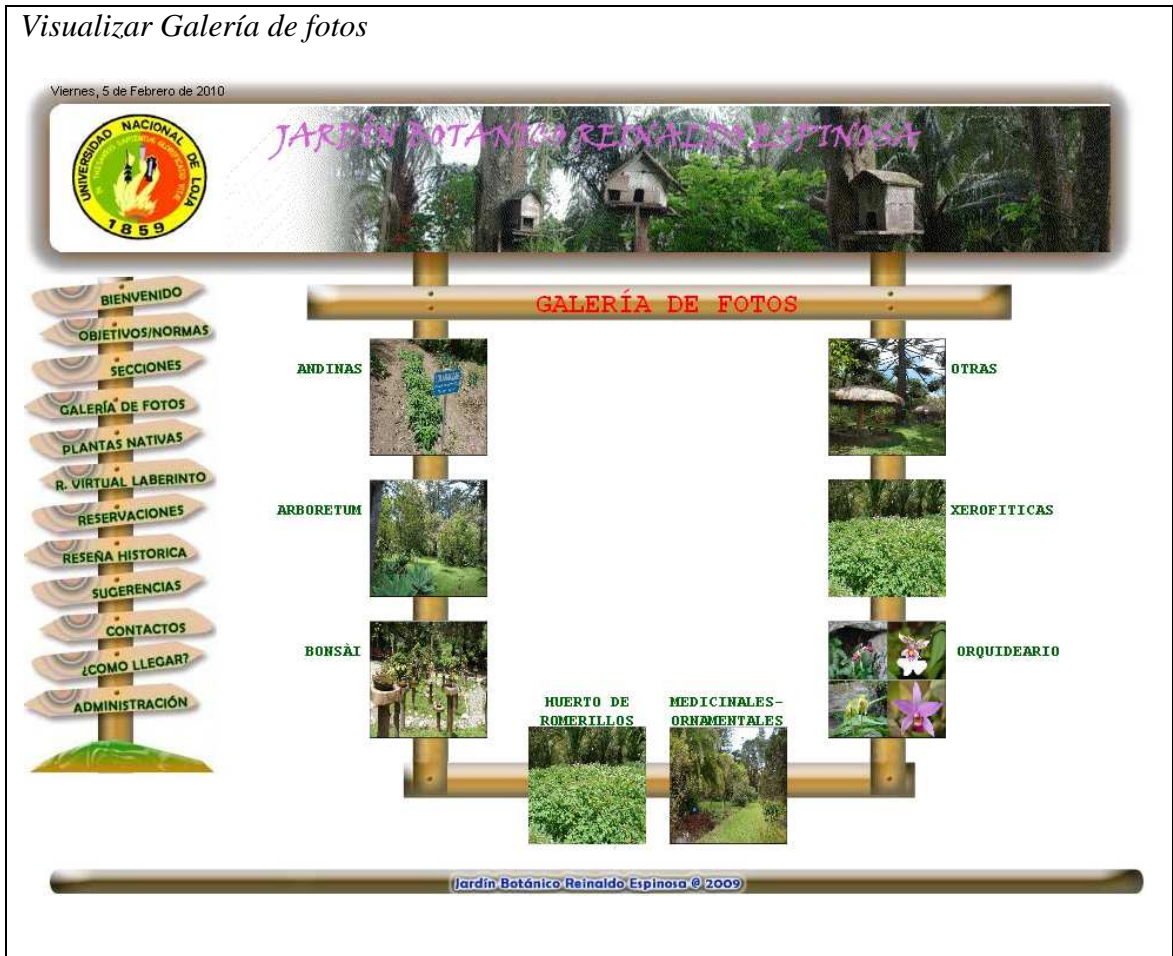 Visualizar Galería de fotos
Viernes, 5 de Febrero de 2010
UNIVERSIDAD NACIONAL DE LOJA
1859
JARDÍN BOTÁNICO REINALDO ESPINOSA
BIENVENIDO
OBJETIVOS/NORMAS
SECCIONES
GALERÍA DE FOTOS
PLANTAS NATIVAS
R. VIRTUAL LABERINTO
RESERVACIONES
RESEÑA HISTORICA
SUGERENCIAS
CONTACTOS
¿COMO LLEGAR?
ADMINISTRACIÓN
GALERÍA DE FOTOS
ANDINAS
OTRAS
ARBORETUM
XEROFITICAS
BONSÀI
ORQUIDEARIO
HUERTO DE
ROMERILLOS
MEDICINALES-
ORNAMENTALES
Jardín Botánico Reinaldo Espinosa @ 2009